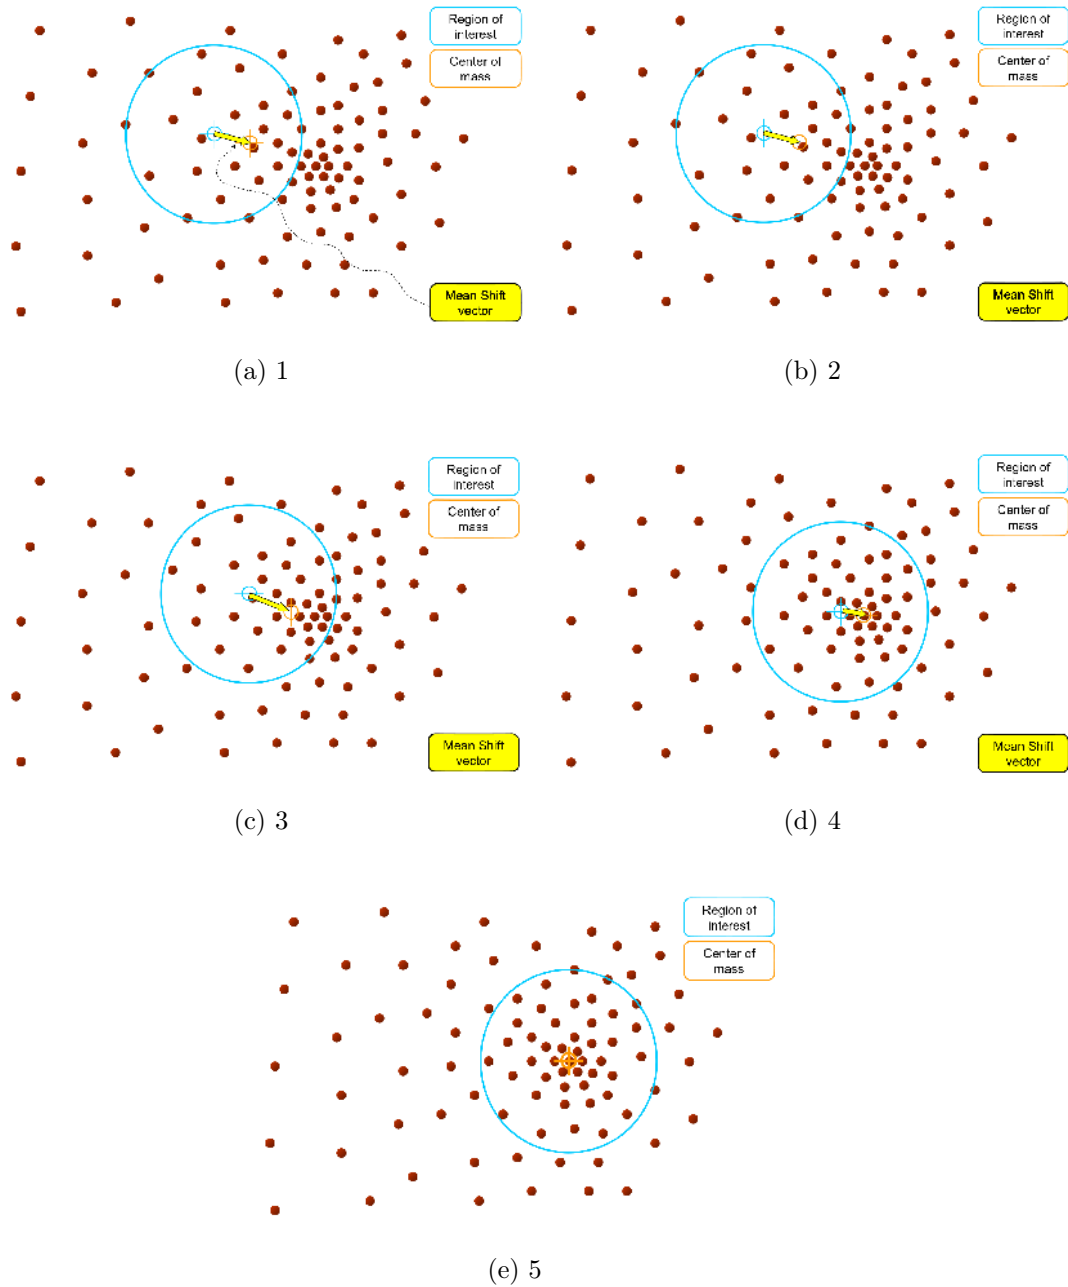 Region of
interest
Center of
mass
Mean Shift
vector
(a) 1
Region of
interest
Center of
mass
Mean Shift
vector
(b) 2
Region of
interest
Center of
mass
Mean Shift
vector
(c) 3
Region of
interest
Center of
mass
Mean Shift
vector
(d) 4
Region of
interest
Center of
mass
(e) 5